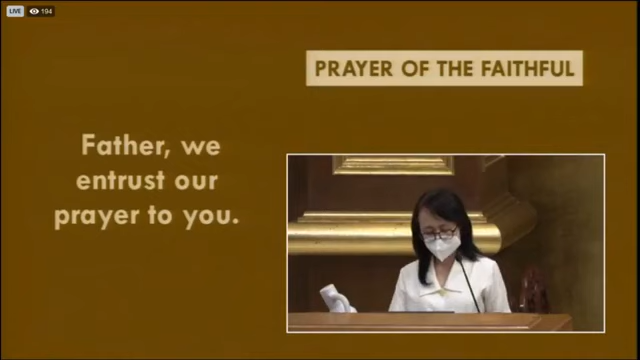 LIVE 194
PRAYER OF THE FAITHFUL
Father, we
entrust our
prayer to you.